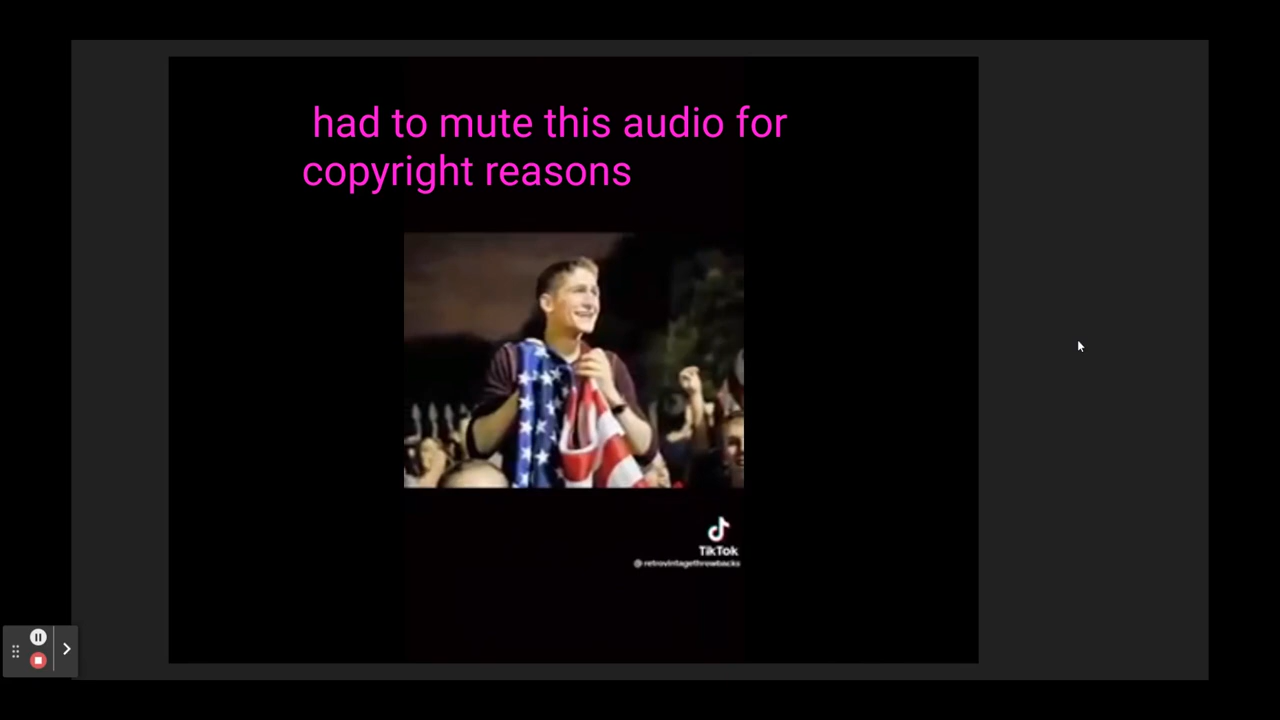 had to mute this audio for
copyright reasons
TikTok
@retrovintagethrowbacks